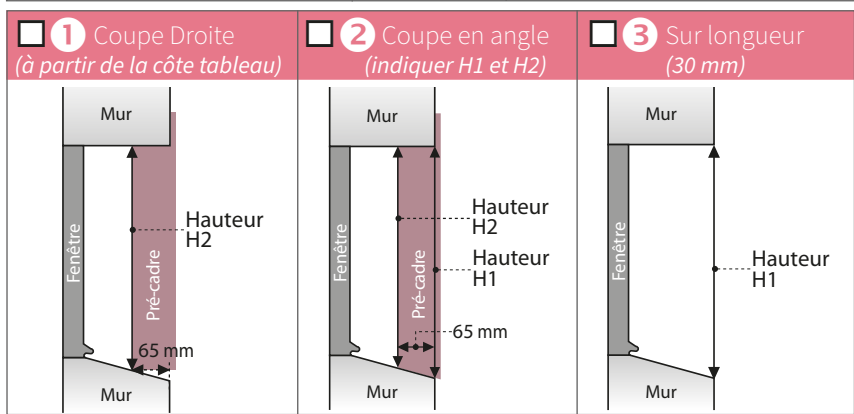 1 Coupe Droite
(à partir de la côte tableau)
Mur
Fenêtre
Pré-cadre
Hauteur
H2
65 mm
Mur
2 Coupe en angle
(indiquer H1 et H2)
Mur
Fenêtre
Pré-cadre
Hauteur
H2
Hauteur
H1
65 mm
Mur
3 Sur longueur
(30 mm)
Mur
Fenêtre
Hauteur
H1
Mur